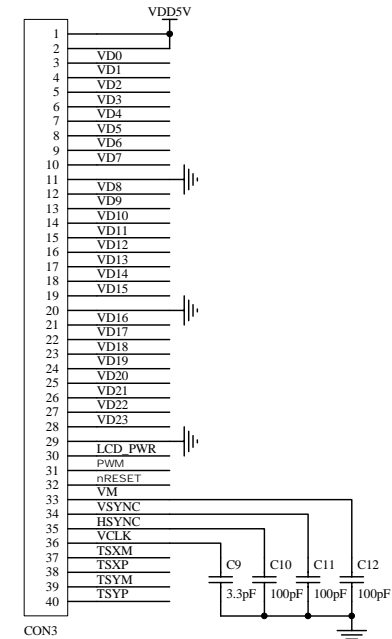 VDD5V
1
2
VD0
3
VD1
4
VD2
5
VD3
6
VD4
7
VD5
8
VD6
9
VD7
10
11
VD8
12
VD9
13
VD10
14
VD11
15
VD12
16
VD13
17
VD14
18
VD15
19
20
VD16
21
VD17
22
VD18
23
VD19
24
VD20
25
VD21
26
VD22
27
VD23
28
29
LCD_PWR
30
PWM
31
nRESET
32
VM
33
VSYNC
34
HSYNC
35
VCLK
36
TSXM
37
TSXP
38
TSYM
39
TSYP
40
C9 C10 C11 C12
3.3pF 100pF 100pF 100pF
CON3